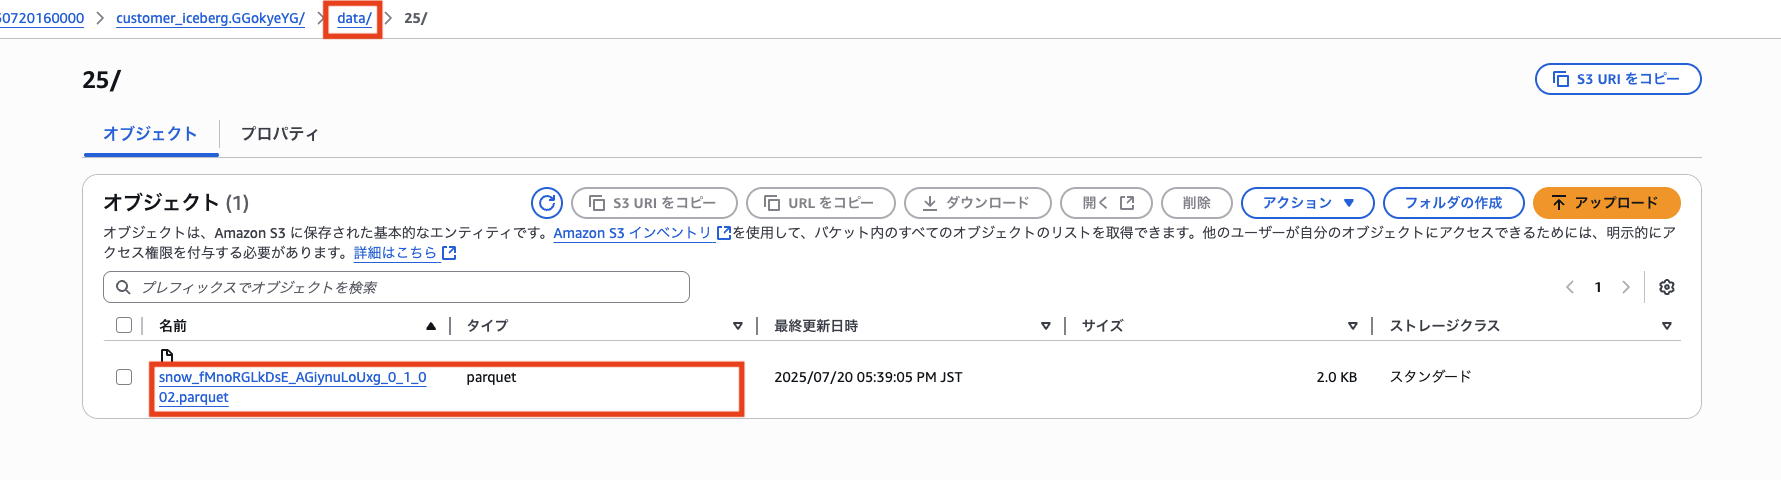 50720160000 > customer_iceberg.GGokyeYG/ > data/ > 25/
25/
S3 URI をコピー
オブジェクト プロパティ
オブジェクト (1)
S3 URI をコピー URL をコピー ダウンロード 開く 削除 アクション フォルダの作成 アップロード
オブジェクトは、Amazon S3 に保存された基本的なエンティティです。Amazon S3 インベントリ を使用して、バケット内のすべてのオブジェクトのリストを取得できます。他のユーザーが自分のオブジェクトにアクセスできるためには、明示的にア
クセス権限を付与する必要があります。詳細はこちら
プレフィックスでオブジェクトを検索
1
名前 タイプ 最終更新日時 サイズ ストレージクラス
snow_fMnoRGLkDsE_AGiynuLoUxg_0_1_0 parquet 2025/07/20 05:39:05 PM JST 2.0 KB スタンダード
02.parquet